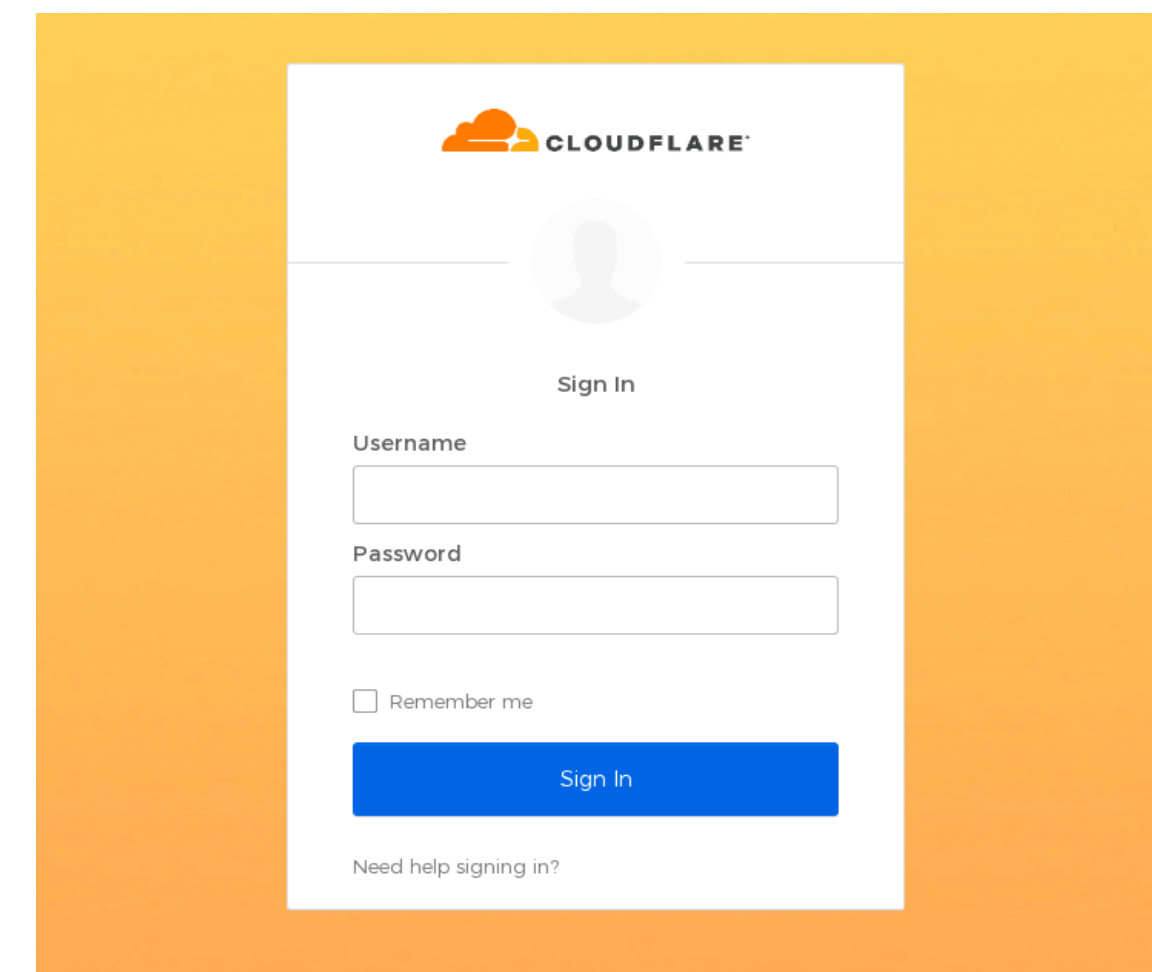 CLOUDFLARE
Sign In
Username
Password
Remember me
Sign In
Need help signing in?